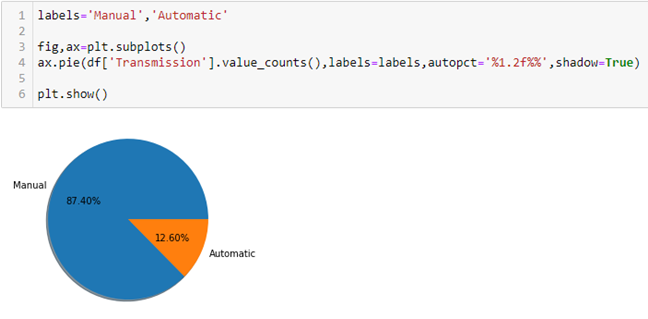 1 labels='Manual','Automatic'
2
3 fig,ax=plt.subplots()
4 ax.pie(df['Transmission'].value_counts(),labels=labels,autopct='%1.2f%%',shadow=True)
5
6 plt.show()
Manual
87.40%
12.60%
Automatic